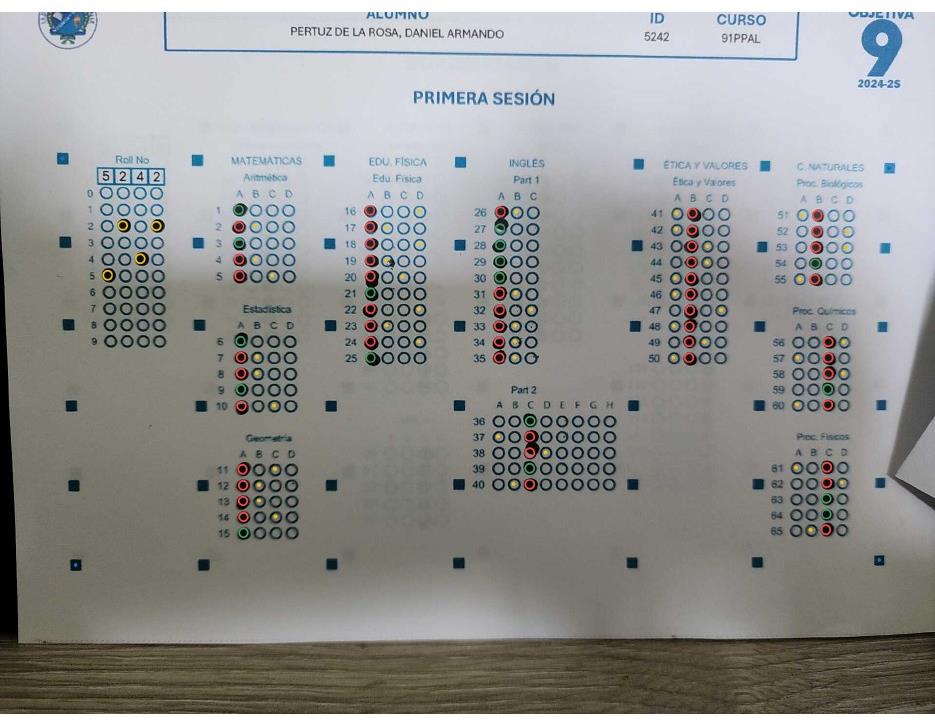 ALUMNO ID CURSO OBJETIVA
PERTUZ DE LA ROSA, DANIEL ARMANDO 5242 91PPAL 9
2024-2S
PRIMERA SESIÓN
Roll No MATEMÁTICAS EDU. FÍSICA INGLÉS ÉTICA Y VALORES C. NATURALES
5 2 4 2 Aritmética Edu. Física Part 1 Ética y Valores Proc. Biológicos
0 A B C D A B C D A B C A B C D A B C D
1 1 16 26 41 51
2 2 17 27 42 52
3 3 18 28 43 53
4 4 19 29 44 54
5 5 20 30 45 55
6 21 31 46
7 Estadística 22 32 47 Proc. Químicos
8 A B C D 23 33 48 A B C D
9 6 24 34 49 56
7 25 35 50 57
8 58
9 Part 2 59
10 A B C D E F G H 60
36
Geometría 37 Proc. Físicos
A B C D 38 A B C D
11 39 61
12 40 62
13 63
14 64
15 65